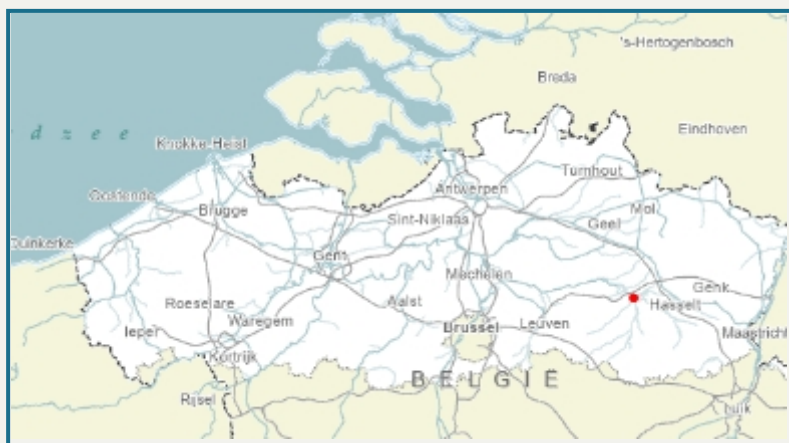 's-Hertogenbosch
Breda
d z e e
Eindhoven
Knokke-Heist
Turnhout
Antwerpen
Oostende
Mol
Brugge
Sint-Niklaas
Geel
Duinkerke
Gent
Mechelen
Genk
Roeselare
Aalst
Hasselt
Waregem
Brussel
Leuven
Ieper
Maastricht
Kortrijk
BELGIË
Rijsel
Luik